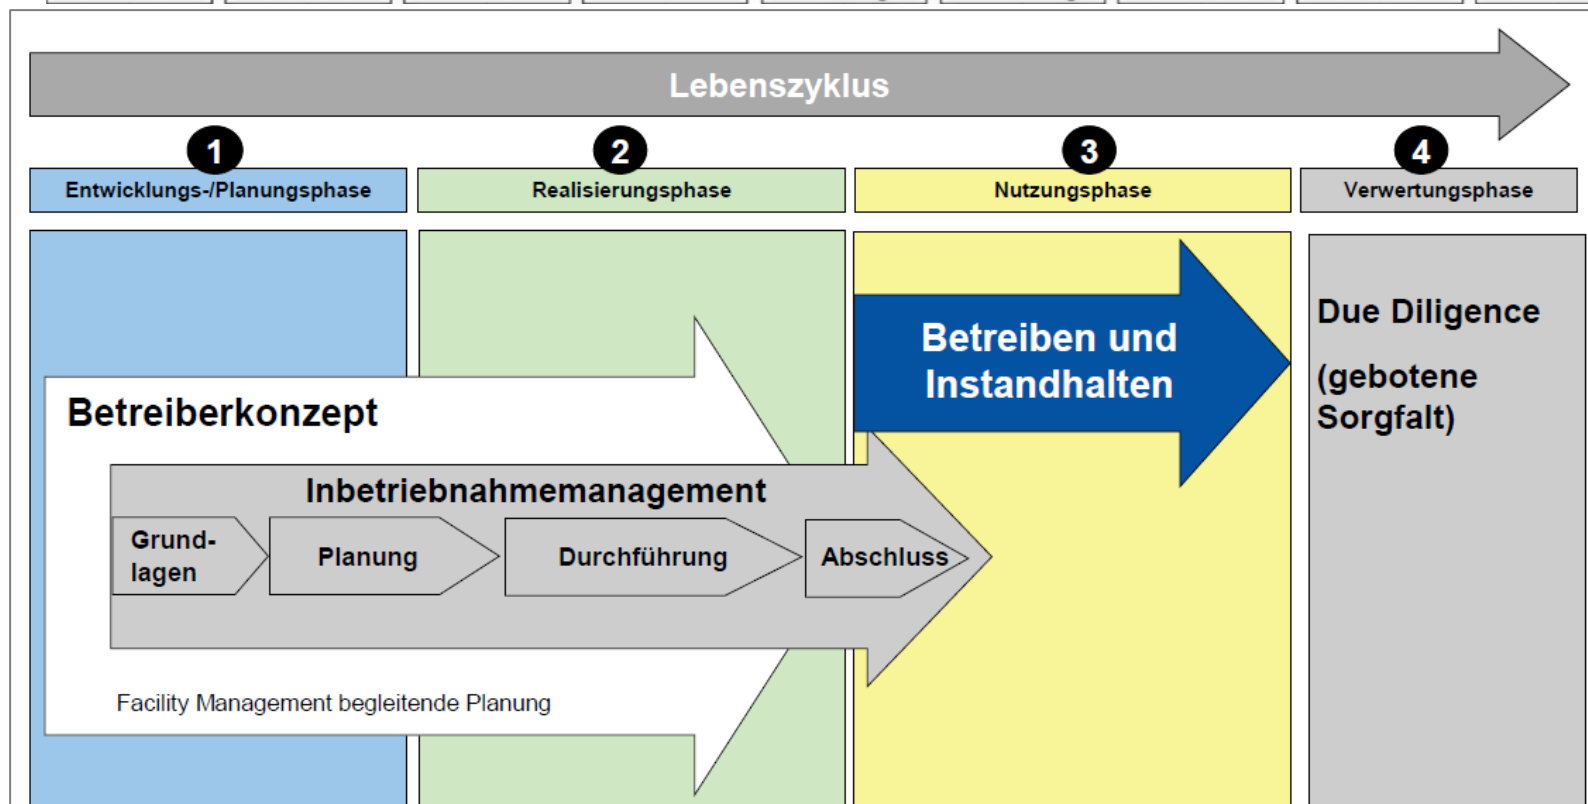 Lebenszyklus
1
2
3
4
Entwicklungs-/Planungsphase
Realisierungsphase
Nutzungsphase
Verwertungsphase
Betreiben und
Instandhalten
Due Diligence
(gebotene
Sorgfalt)
Betreiberkonzept
Inbetriebnahmemanagement
Grund-
lagen
Planung
Durchführung
Abschluss
Facility Management begleitende Planung